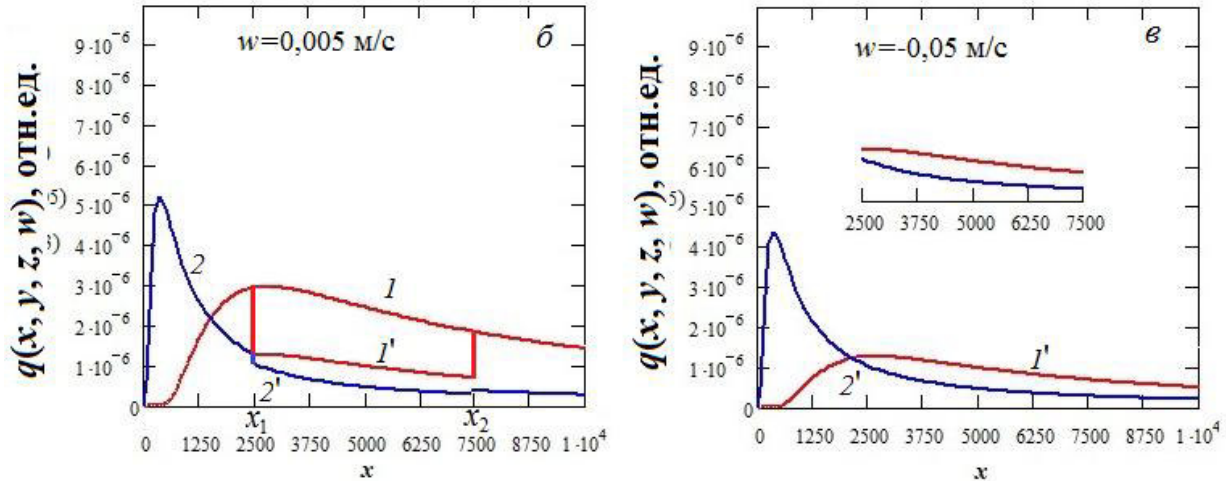 w=0,005 м/с
б
q(x, y, z, w), отн.ед.
9·10⁻⁶
8·10⁻⁶
7·10⁻⁶
6·10⁻⁶
5·10⁻⁶
4·10⁻⁶
3·10⁻⁶
2·10⁻⁶
1·10⁻⁶
0
2
1
1'
2'
x₁
x₂
0 1250 2500 3750 5000 6250 7500 8750 1·10⁴
x
w=-0,05 м/с
в
q(x, y, z, w), отн.ед.
9·10⁻⁶
8·10⁻⁶
7·10⁻⁶
6·10⁻⁶
5·10⁻⁶
4·10⁻⁶
3·10⁻⁶
2·10⁻⁶
1·10⁻⁶
0
2500 3750 5000 6250 7500
1'
2'
0 1250 2500 3750 5000 6250 7500 8750 1·10⁴
x